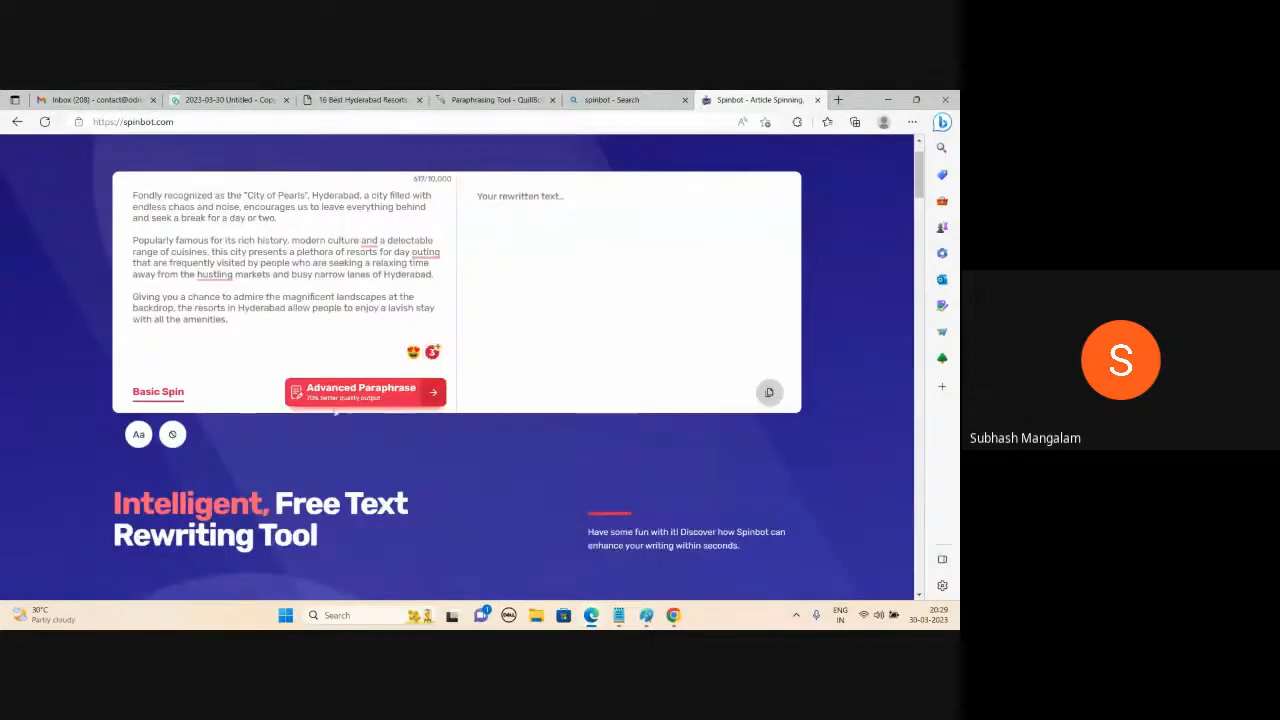 Inbox (208) - contact@odn
2023-03-30 Untitled - Copy
16 Best Hyderabad Resorts
Paraphrasing Tool - QuillBo
spinbot - Search
Spinbot - Article Spinning,
https://spinbot.com
617/10,000
Fondly recognized as the "City of Pearls", Hyderabad, a city filled with
endless chaos and noise, encourages us to leave everything behind
and seek a break for a day or two.
Popularly famous for its rich history, modern culture and a delectable
range of cuisines, this city presents a plethora of resorts for day outing
that are frequently visited by people who are seeking a relaxing time
away from the hustling markets and busy narrow lanes of Hyderabad.
Giving you a chance to admire the magnificent landscapes at the
backdrop, the resorts in Hyderabad allow people to enjoy a lavish stay
with all the amenities.
Your rewritten text...
3
Basic Spin
Advanced Paraphrase
70% better quality output
Aa
Intelligent, Free Text
Rewriting Tool
Have some fun with it! Discover how Spinbot can
enhance your writing within seconds.
S
Subhash Mangalam
30°C
Partly cloudy
Search
1
DELL
ENG
IN
20:29
30-03-2023